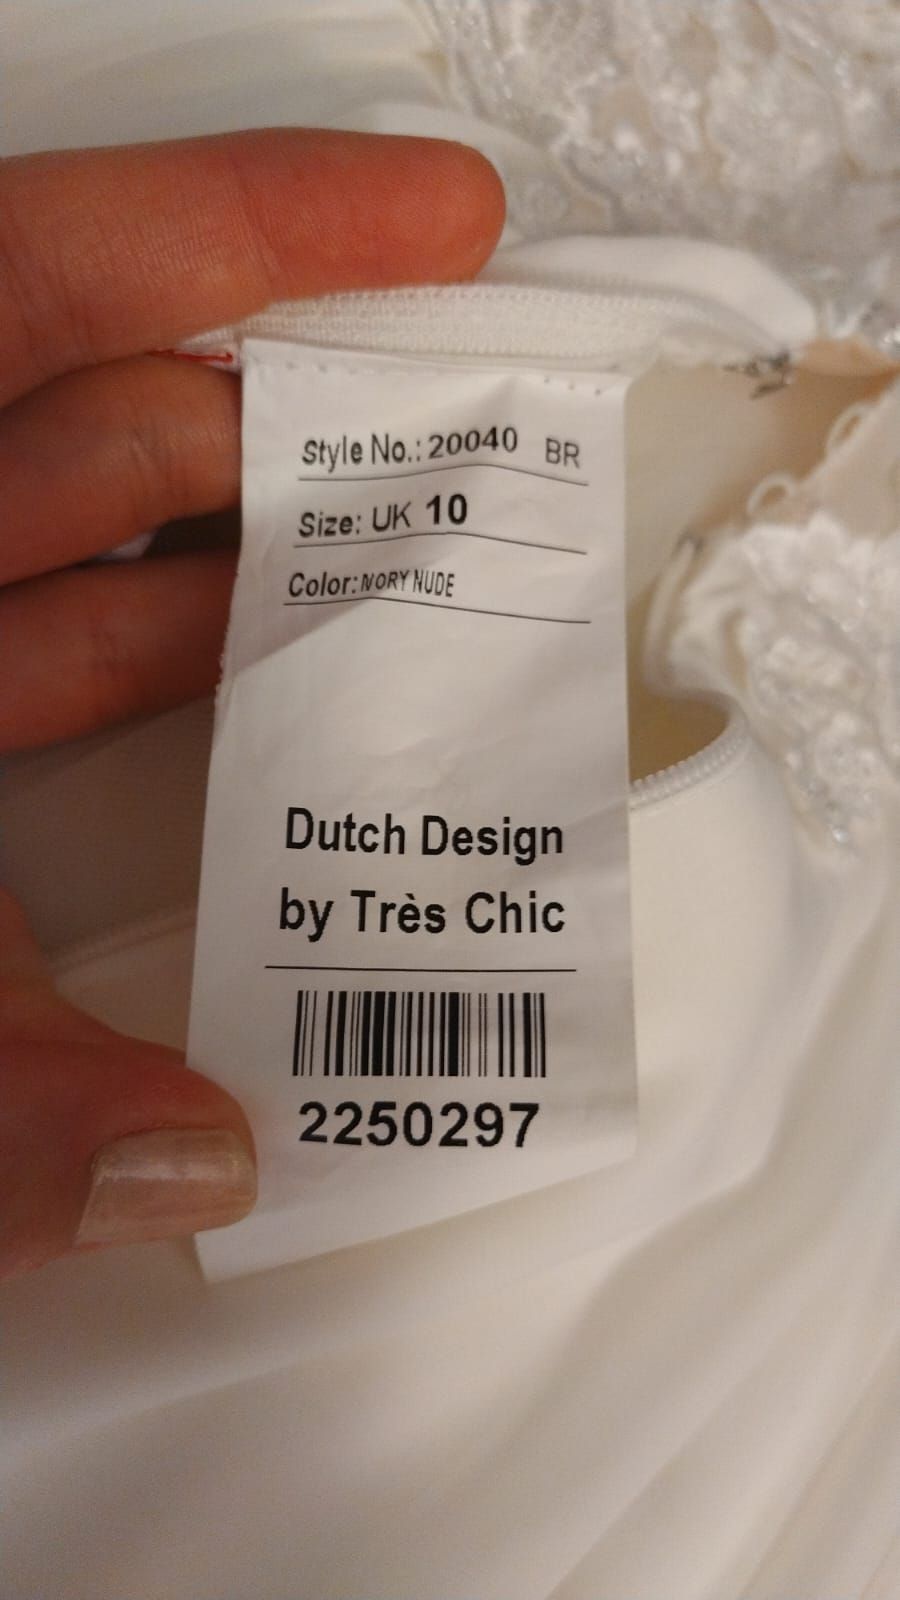 Style No.: 20040 BR
Size: UK 10
Color: IVORY NUDE
Dutch Design
by Très Chic
2250297